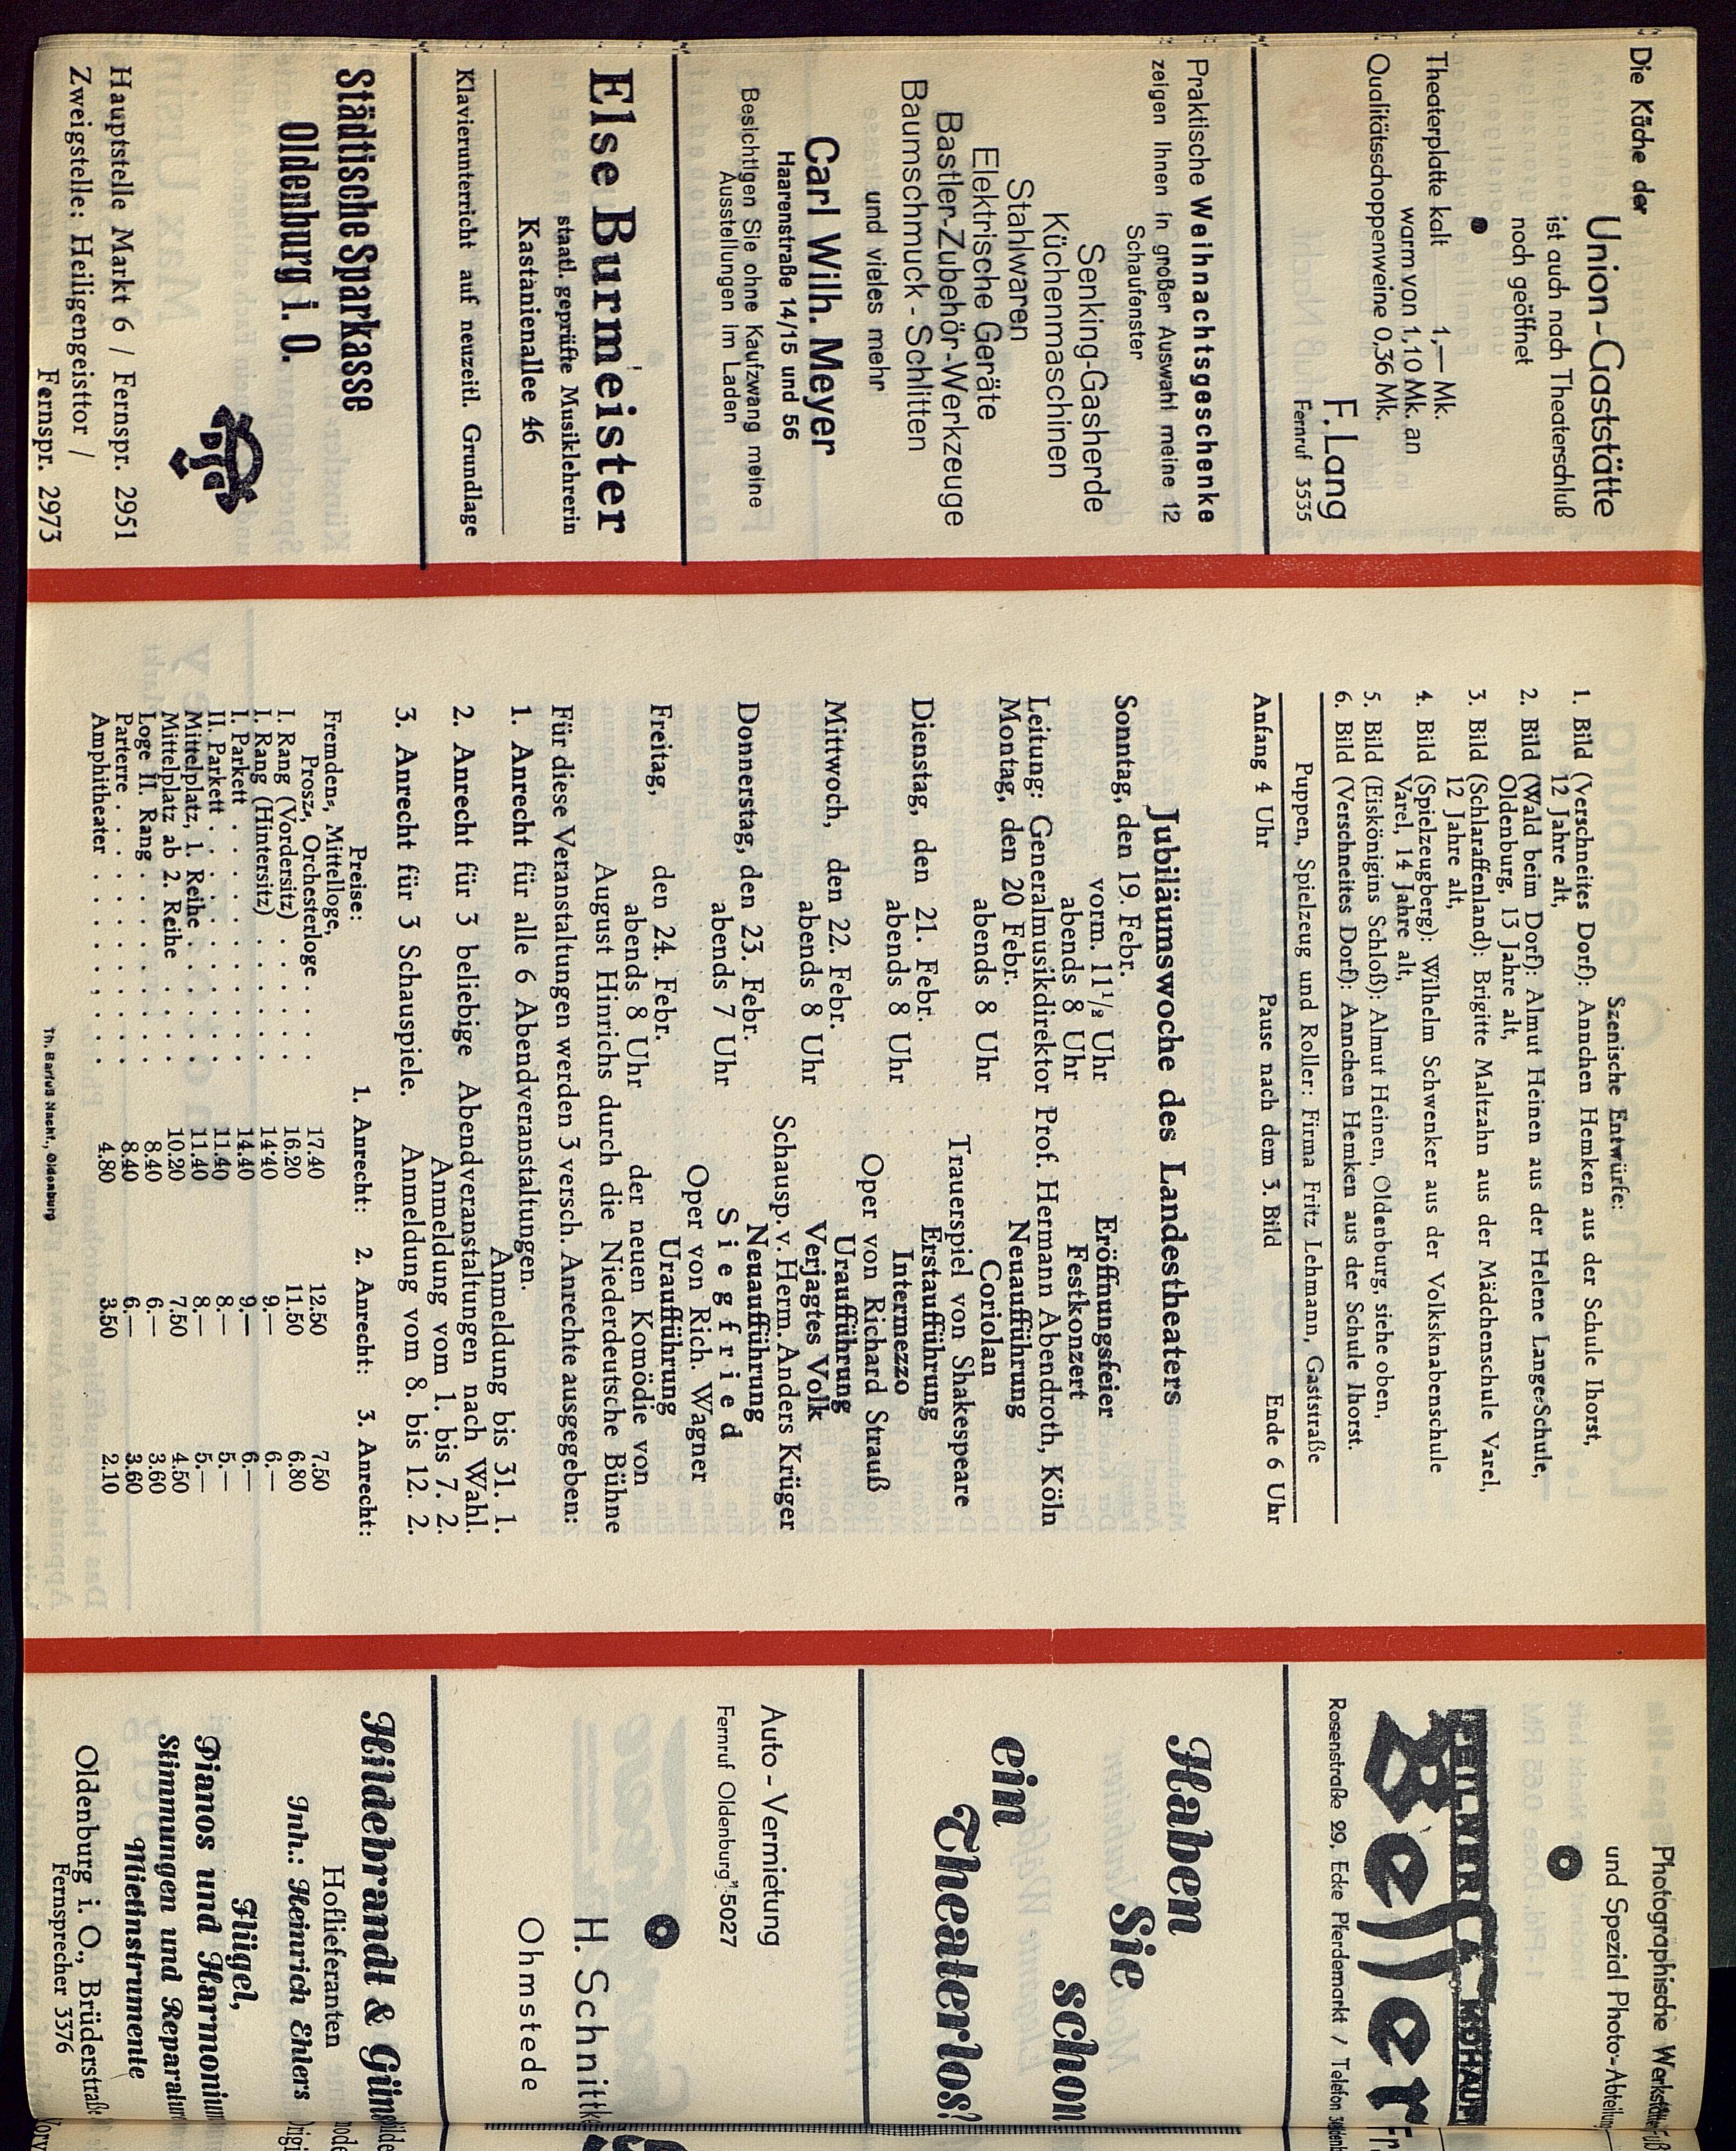 Die Küche der
Union-Gaststätte
ist auch nach Theaterschluß
noch geöffnet
Theaterplatte kalt 1,— Mk.
warm von 1,10 Mk. an
Qualitätsschoppenweine 0,36 Mk.
F. Lang
Fernruf 3535
Praktische Weihnachtsgeschenke
zeigen Ihnen in großer Auswahl meine 12
Schaufenster
Senking-Gasherde
Küchenmaschinen
Stahlwaren
Elektrische Geräte
Bastler-Zubehör-Werkzeuge
Baumschmuck - Schlitten
und vieles mehr
Carl Wilh. Meyer
Haarenstraße 14/15 und 56
Besichtigen Sie ohne Kaufzwang meine
Ausstellungen im Laden
Else Burmeister
staatl. geprüfte Musiklehrerin
Kastanienallee 46
Klavierunterricht auf neuzeitl. Grundlage
Städtische Sparkasse
Oldenburg i. O.
Hauptstelle Markt 6 / Fernspr. 2951
Zweigstelle: Heiligengeisttor /
Fernspr. 2973
Szenische Entwürfe:
1. Bild (Verschneites Dorf): Annchen Hemken aus der Schule Ihorst,
12 Jahre alt,
2. Bild (Wald beim Dorf): Almut Heinen aus der Helene Lange-Schule,
Oldenburg, 13 Jahre alt,
3. Bild (Schlaraffenland): Brigitte Maltzahn aus der Mädchenschule Varel,
12 Jahre alt,
4. Bild (Spielzeugberg): Wilhelm Schwenker aus der Volksknabenschule
Varel, 14 Jahre alt,
5. Bild (Eiskönigins Schloß): Almut Heinen, Oldenburg, siehe oben,
6. Bild (Verschneites Dorf): Annchen Hemken aus der Schule Ihorst.
Puppen, Spielzeug und Roller: Firma Fritz Lehmann, Gaststraße
Anfang 4 Uhr Pause nach dem 3. Bild Ende 6 Uhr
Jubiläumswoche des Landestheaters
Sonntag, den 19. Febr.
vorm. 11½ Uhr . . Eröffnungsfeier
abends 8 Uhr . . Festkonzert
Leitung: Generalmusikdirektor Prof. Hermann Abendroth, Köln
Montag, den 20 Febr. Neuaufführung
abends 8 Uhr . . Coriolan
Trauerspiel von Shakespeare
Dienstag, den 21. Febr. Erstaufführung
abends 8 Uhr . . Intermezzo
Oper von Richard Strauß
Mittwoch, den 22. Febr. Uraufführung
abends 8 Uhr . . Verjagtes Volk
Schausp. v. Herm. Anders Krüger
Donnerstag, den 23. Febr. Neuaufführung
abends 7 Uhr . . Siegfried
Oper von Rich. Wagner
Freitag, den 24. Febr. Uraufführung
abends 8 Uhr . . der neuen Komödie von
August Hinrichs durch die Niederdeutsche Bühne
Für diese Veranstaltungen werden 3 versch. Anrechte ausgegeben:
1. Anrecht für alle 6 Abendveranstaltungen.
Anmeldung bis 31. 1.
2. Anrecht für 3 beliebige Abendveranstaltungen nach Wahl.
Anmeldung vom 1. bis 7. 2.
3. Anrecht für 3 Schauspiele. Anmeldung vom 8. bis 12. 2.
Preise: 1. Anrecht: 2. Anrecht: 3. Anrecht:
Fremden-, Mittelloge,
Prosz., Orchesterloge . . . . 17.40 12.50 7.50
I. Rang (Vordersitz) . . . . 16.20 11.50 6.80
I. Rang (Hintersitz) . . . . 14·40 9.— 6.—
I. Parkett . . . . . . . 14.40 9.— 6.—
II. Parkett . . . . . . . 11.40 8.— 5.—
Mittelplatz, 1. Reihe . . . . 11.40 8.— 5.—
Mittelplatz ab 2. Reihe . . . 10.20 7.50 4.50
Loge II. Rang . . . . . . 8.40 6.— 3.60
Parterre . . . . . . . . 8.40 6.— 3.60
Amphitheater . . . . . . 4.80 3.50 2.10
Th. Barfus Nachf., Oldenburg
Photographische Werkstätte
und Spezial Photo-Abteilung
PEILWEIN & MOHAUPT
Rosenstraße 29, Ecke Pferdemarkt / Telefon
Haben
Sie
schon
ein
Theaterlos?
Auto - Vermietung
Fernruf Oldenburg 5027
H. Schnittk
Ohmstede
Hildebrandt &
Hoflieferanten
Inh.: Heinrich Ehlers
Flügel,
Pianos und Harmonium
Stimmungen und Reparatur
Mietinstrumente
Oldenburg i. O., Brüderstraße
Fernsprecher 3376